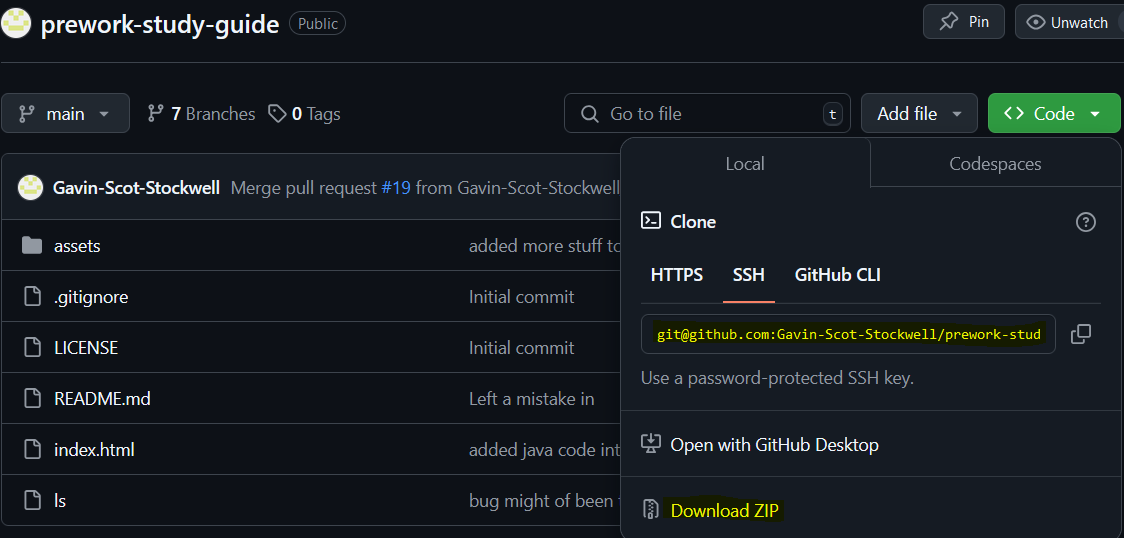 prework-study-guide Public Pin Unwatch
main 7 Branches 0 Tags Go to file t Add file Code
Local Codespaces
Gavin-Scot-Stockwell Merge pull request #19 from Gavin-Scot-Stockwell
Clone
assets added more stuff to
HTTPS SSH GitHub CLI
.gitignore Initial commit
git@github.com:Gavin-Scot-Stockwell/prework-stud
LICENSE Initial commit
Use a password-protected SSH key.
README.md Left a mistake in
index.html added java code int
Open with GitHub Desktop
ls bug might of been
Download ZIP